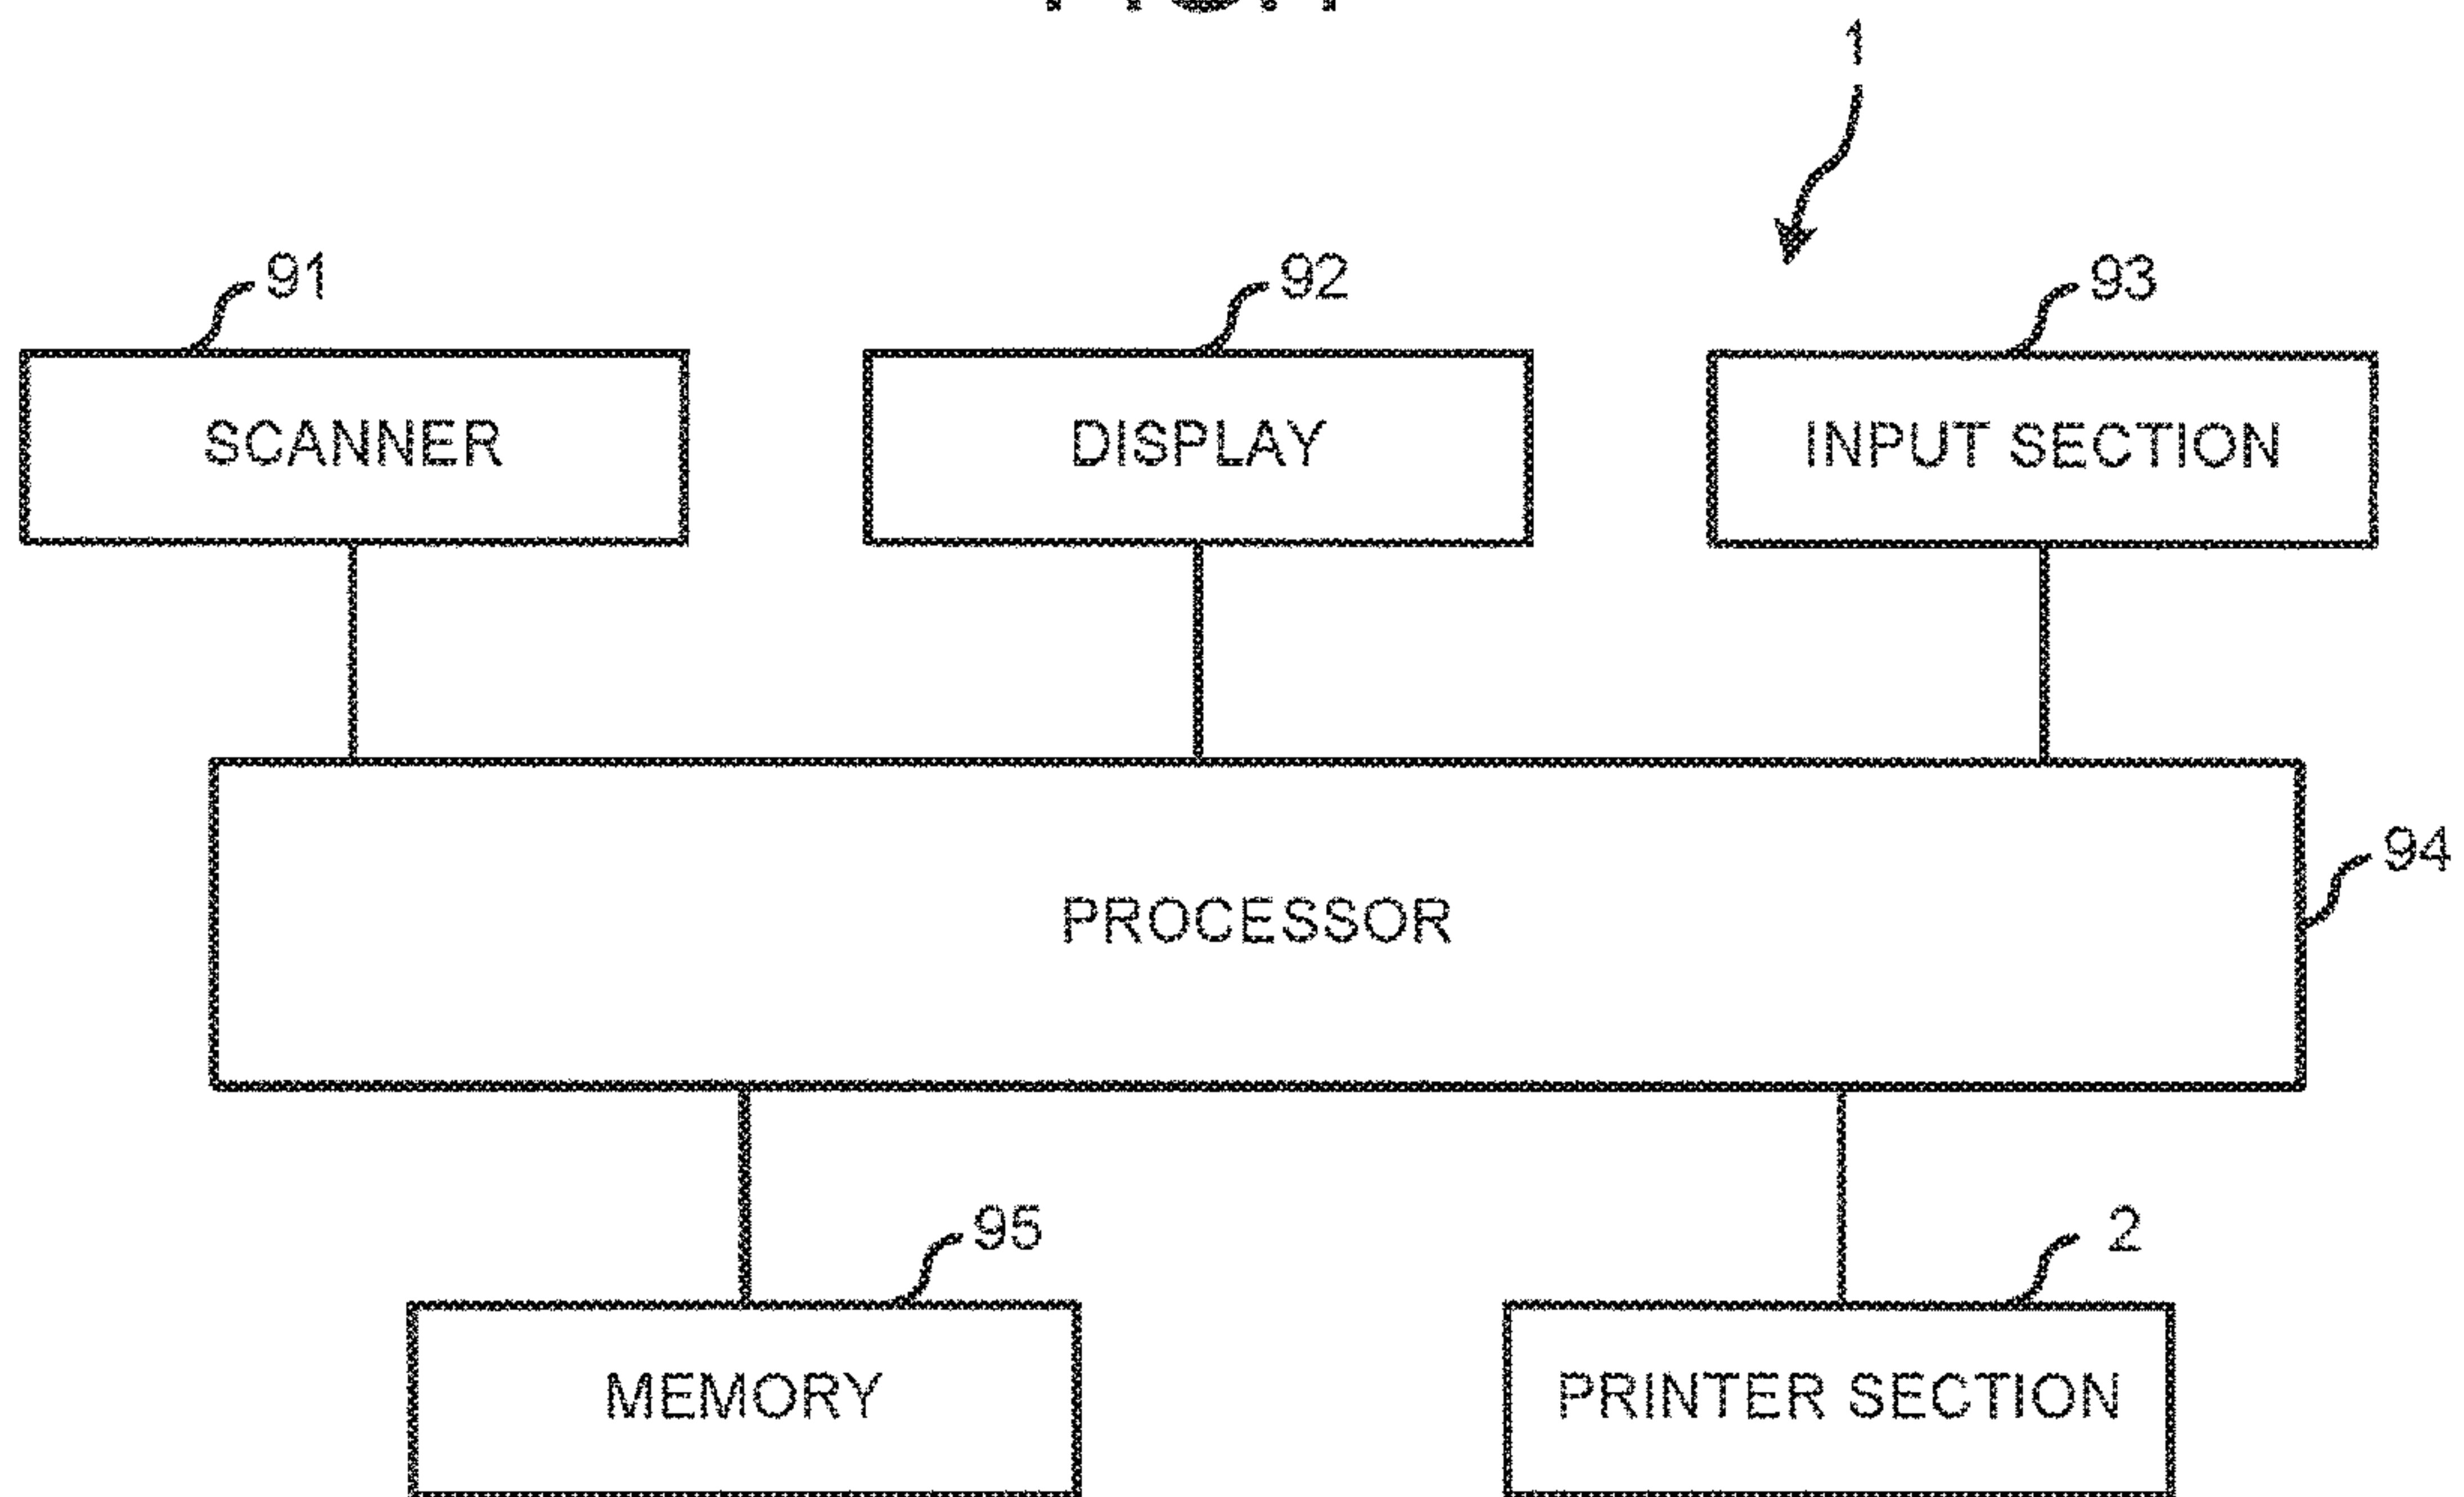 1
91
92
93
SCANNER
DISPLAY
INPUT SECTION
PROCESSOR
94
95
2
MEMORY
PRINTER SECTION